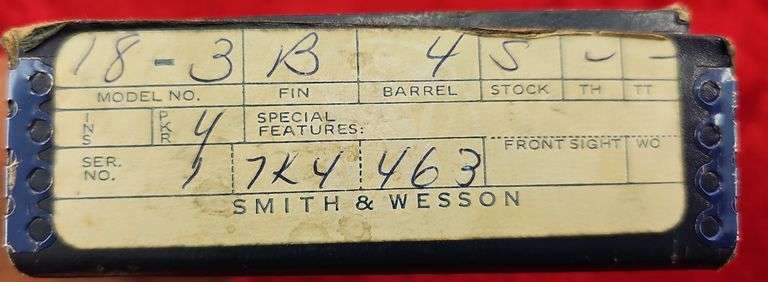 18-3 B 4 S - -
MODEL NO. FIN BARREL STOCK TH TT
INS PKR 4 SPECIAL FEATURES:
FRONT SIGHT WO
SER. NO. 1 7K4 463
SMITH & WESSON